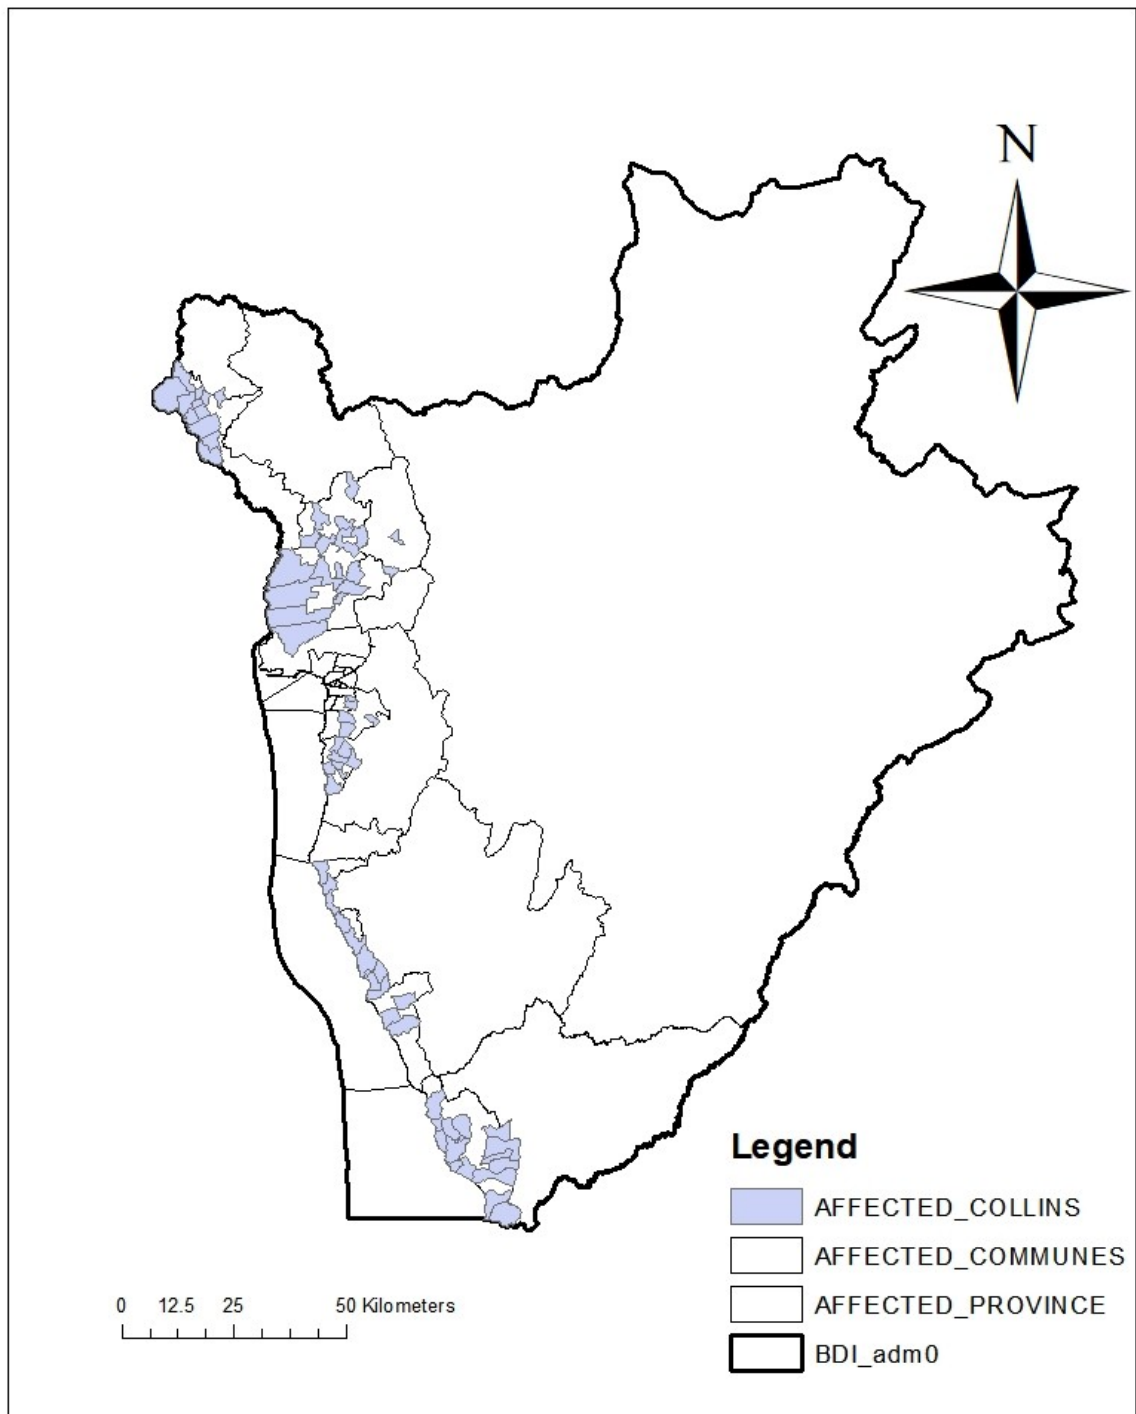 N
Legend
AFFECTED_COLLINS
AFFECTED_COMMUNES
AFFECTED_PROVINCE
BDI_adm0
0 12.5 25 50 Kilometers